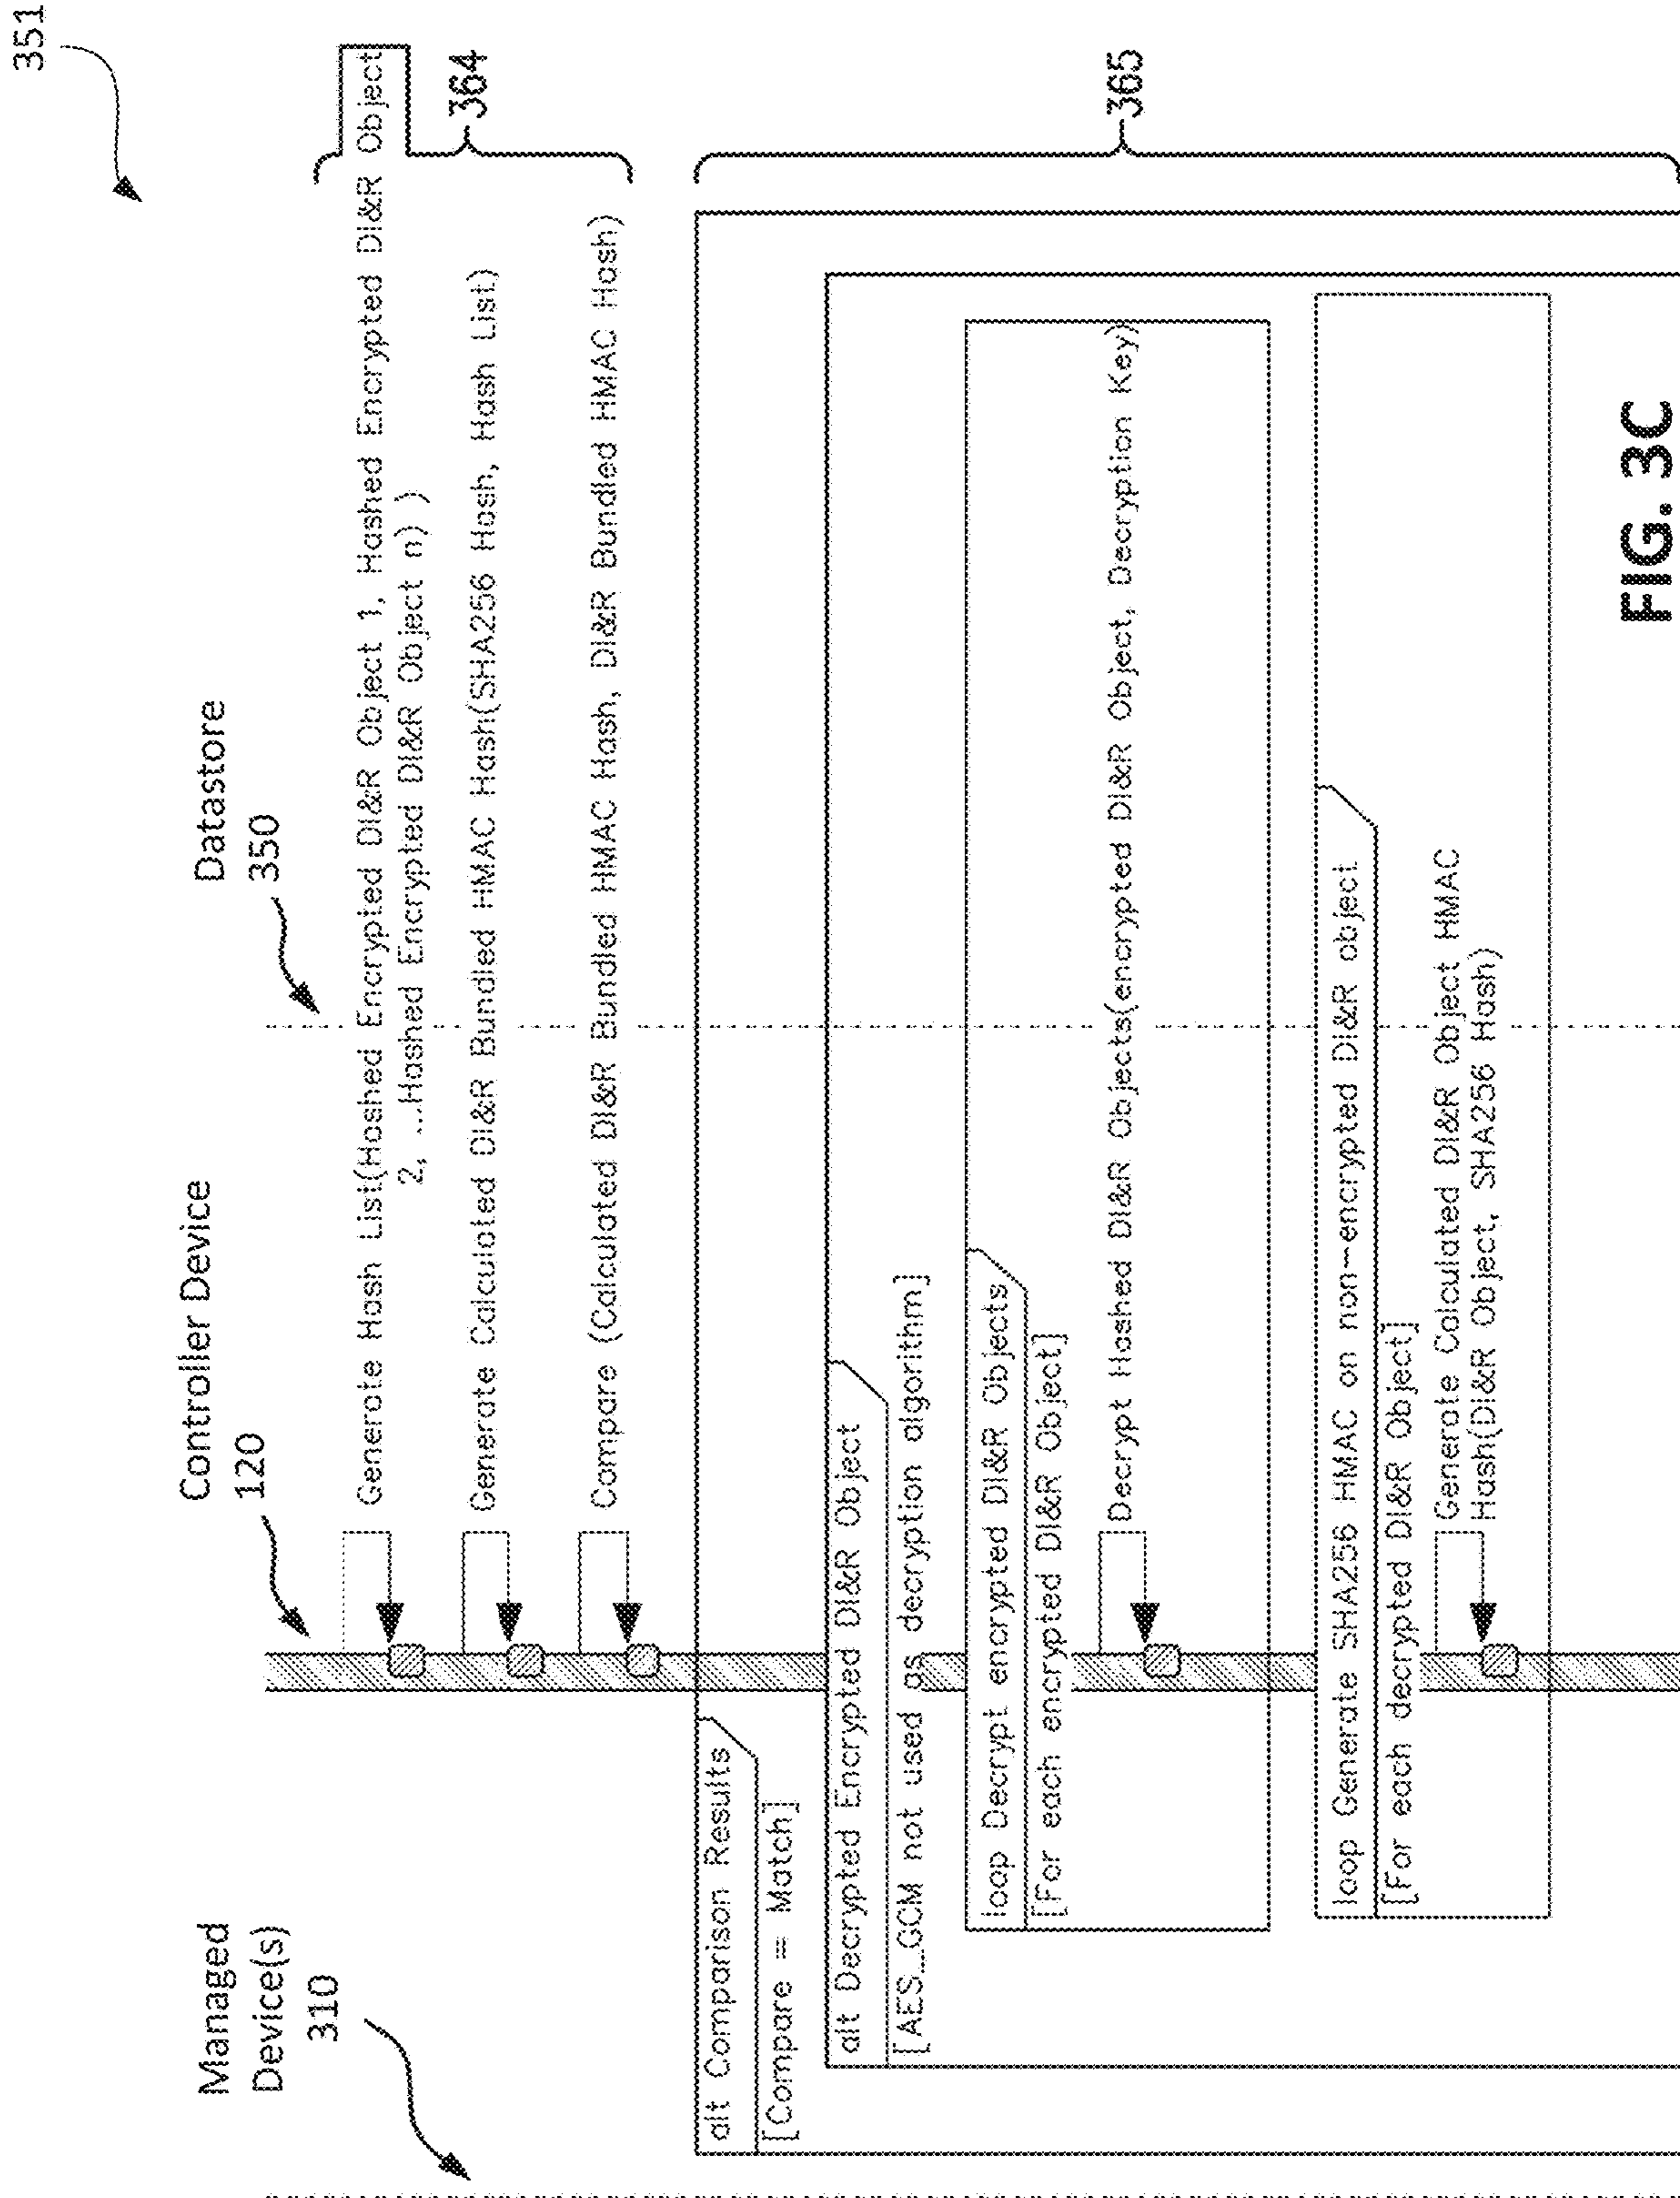 351
Managed
Device(s)
310
Controller Device
120
Datastore
350
Generate Hash List(Hashed Encrypted DI&R Object 1, Hashed Encrypted DI&R Object
2, ...Hashed Encrypted DI&R Object n) )
Generate Calculated DI&R Bundled HMAC Hash(SHA256 Hash, Hash List)
364
Compare (Calculated DI&R Bundled HMAC Hash, DI&R Bundled HMAC Hash)
alt Comparison Results
[Compare = Match]
alt Decrypted Encrypted DI&R Object
[AES_GCM not used as decryption algorithm]
loop Decrypt encrypted DI&R Objects
[For each encrypted DI&R Object]
Decrypt Hashed DI&R Objects(encrypted DI&R Object, Decryption Key)
365
loop Generate SHA256 HMAC on non-encrypted DI&R object
[For each decrypted DI&R Object]
Generate Calculated DI&R Object HMAC
Hash(DI&R Object, SHA256 Hash)
FIG. 3C